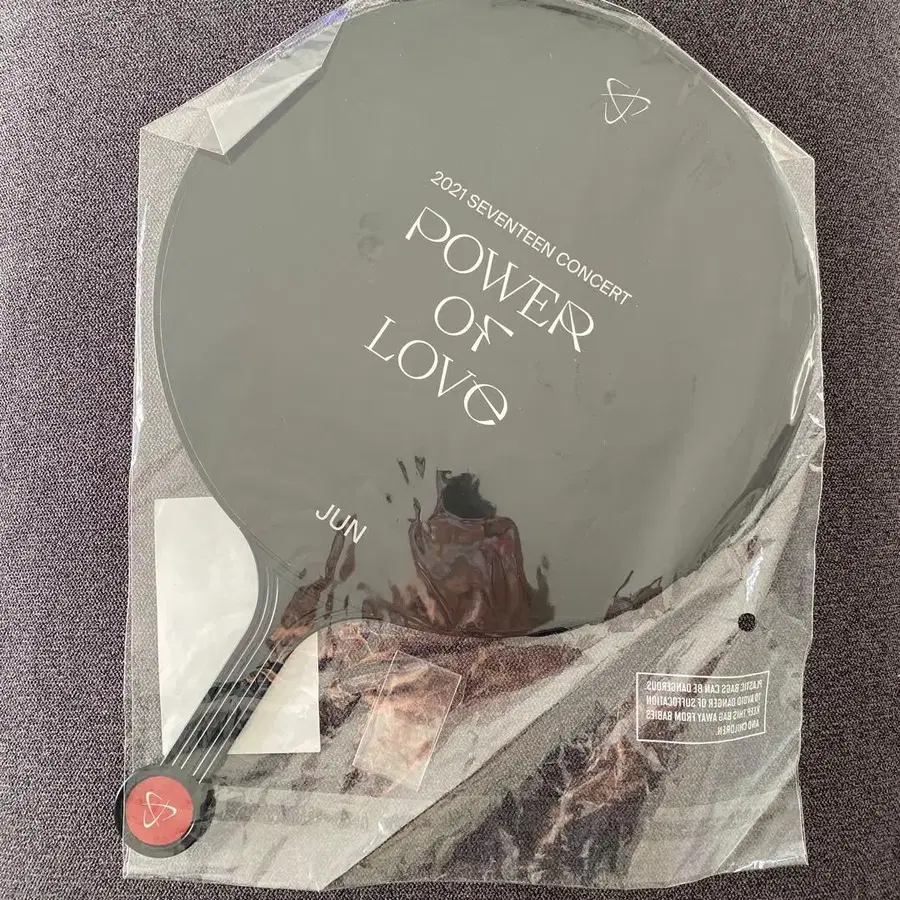 2021 SEVENTEEN CONCERT
POWER
OF
LOVE
JUN
PLASTIC BAGS CAN BE DANGEROUS.
TO AVOID DANGER OF SUFFOCATION
KEEP THIS BAG AWAY FROM BABIES
AND CHILDREN.